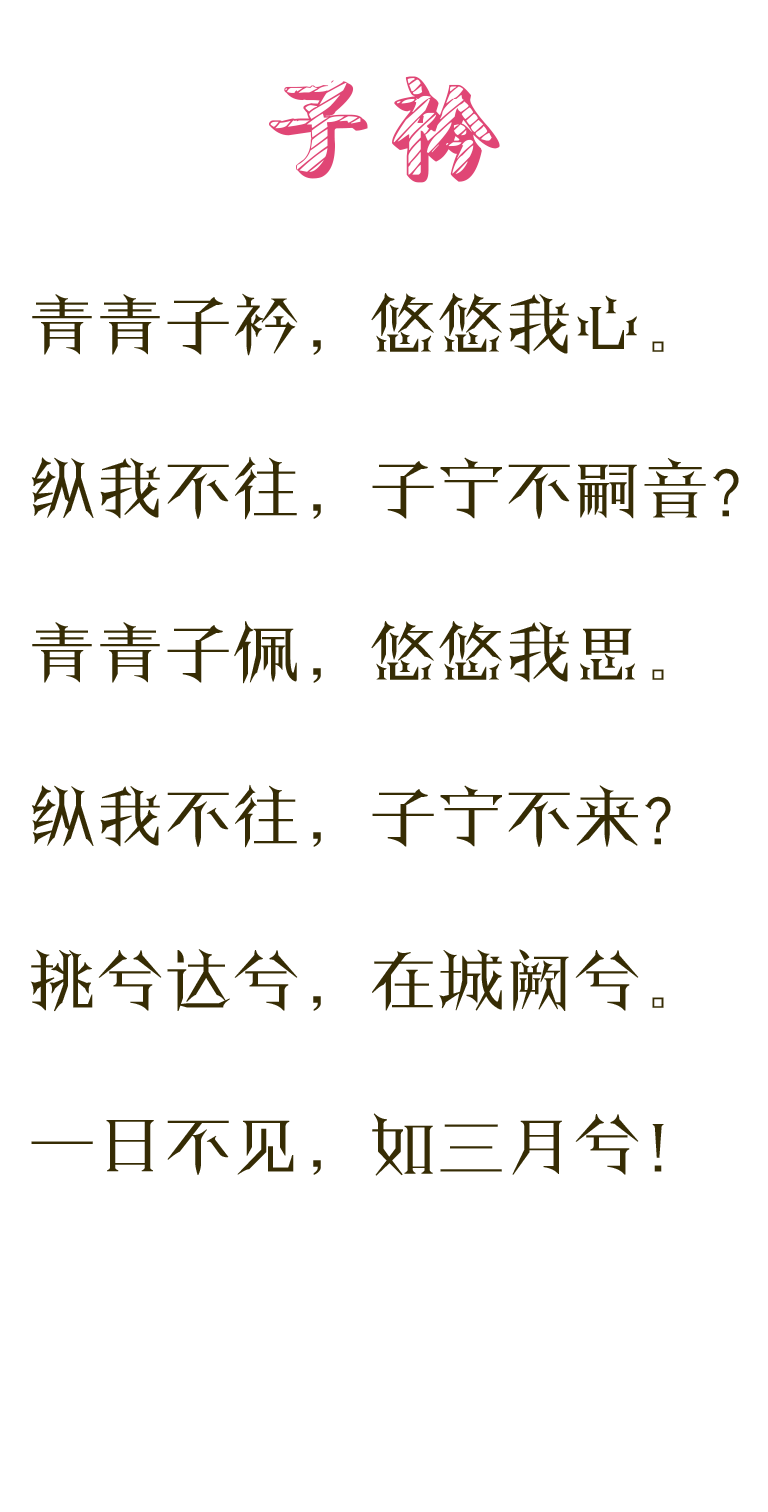 子衿
青青子衿，悠悠我心。
纵我不往，子宁不嗣音？
青青子佩，悠悠我思。
纵我不往，子宁不来？
挑兮达兮，在城阙兮。
一日不见，如三月兮！